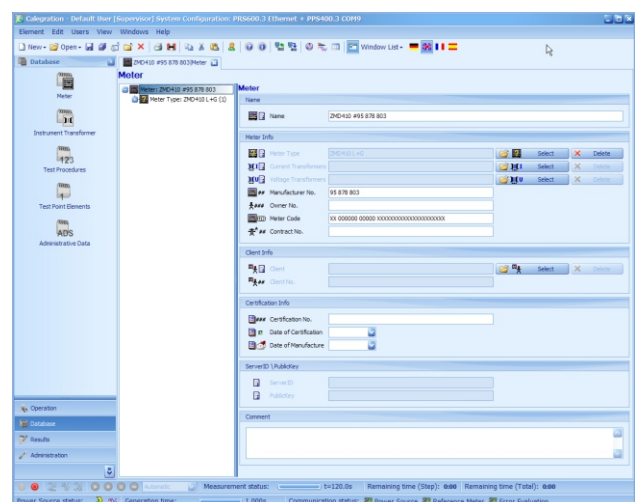 Calegration - Default User [Supervisor] System Configuration: PRS600.3 Ethernet + PPS400.3 COM9
Element Edit Users View Windows Help
New Open Window List
Database
ZMD410 #95 878 803|Meter
Meter
Meter: ZMD410 #95 878 803
Meter Type: ZMD410 L+G (1)
Meter
Instrument Transformer
123
Test Procedures
Test Point Elements
ADS
Administrative Data
Operation
Database
Results
Administration
Meter
Name
Name ZMD410 #95 878 803
Meter Info
Meter Type ZMD410 L+G Select Delete
Current Transformers Select Delete
Voltage Transformers Select Delete
Manufacturer No. 95 878 803
Owner No.
Meter Code
Contract No.
Client Info
Client Select Delete
Client No.
Certification Info
Certification No.
Date of Certification
Date of Manufacture
ServerID \ PublicKey
ServerID
PublicKey
Comment
Automatic Measurement status: t=120.0s Remaining time (Step): 0:00 Remaining time (Total): 0:00
Power Source status: Generation time: 1.000s Communication status: Power Source Reference Meter Error Evaluation